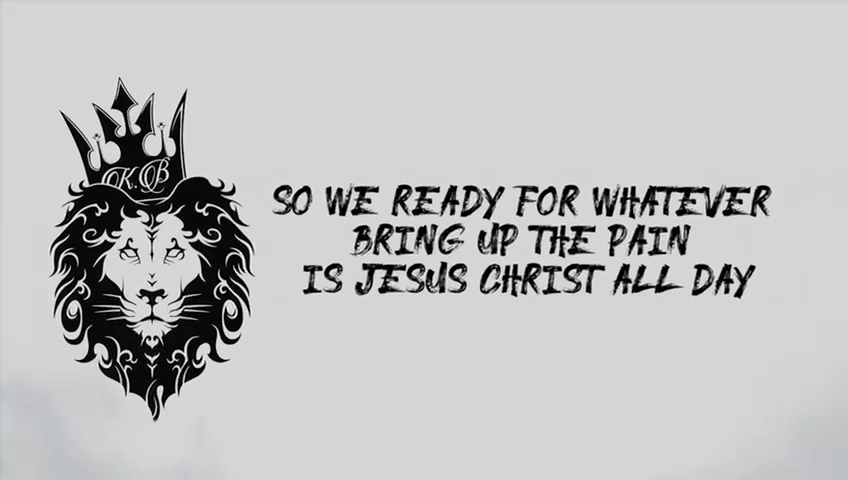 K.B
SO WE READY FOR WHATEVER
BRING UP THE PAIN
IS JESUS CHRIST ALL DAY